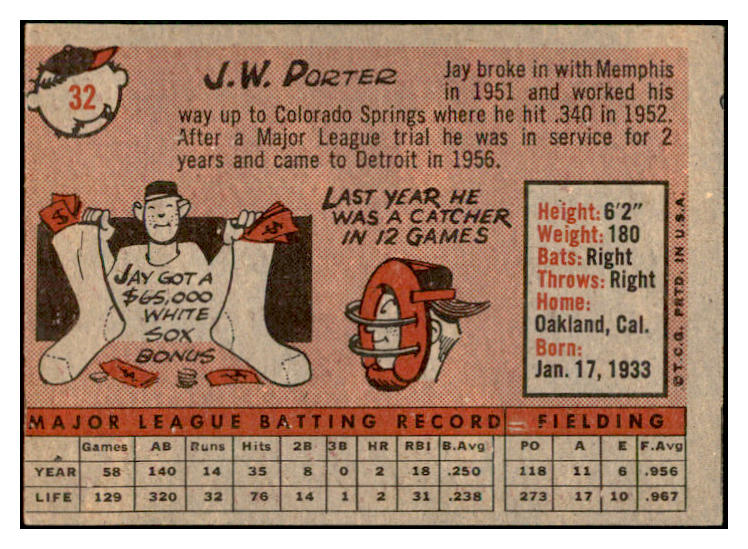 32
J.W. PORTER
Jay broke in with Memphis
in 1951 and worked his
way up to Colorado Springs where he hit .340 in 1952.
After a Major League trial he was in service for 2
years and came to Detroit in 1956.
JAY GOT A
$65,000
WHITE
SOX
BONUS
LAST YEAR HE
WAS A CATCHER
IN 12 GAMES
Height: 6'2"
Weight: 180
Bats: Right
Throws: Right
Home:
Oakland, Cal.
Born:
Jan. 17, 1933
© T.C.G. PRTD. IN U.S.A.
MAJOR LEAGUE BATTING RECORD — FIELDING
Games AB Runs Hits 2B 3B HR RBI B.Avg PO A E F.Avg
YEAR 58 140 14 35 8 0 2 18 .250 118 11 6 .956
LIFE 129 320 32 76 14 1 2 31 .238 273 17 10 .967